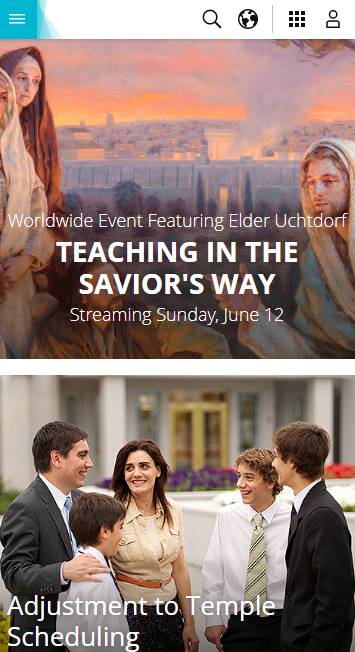 Worldwide Event Featuring Elder Uchtdorf
TEACHING IN THE
SAVIOR'S WAY
Streaming Sunday, June 12
Adjustment to Temple
Scheduling